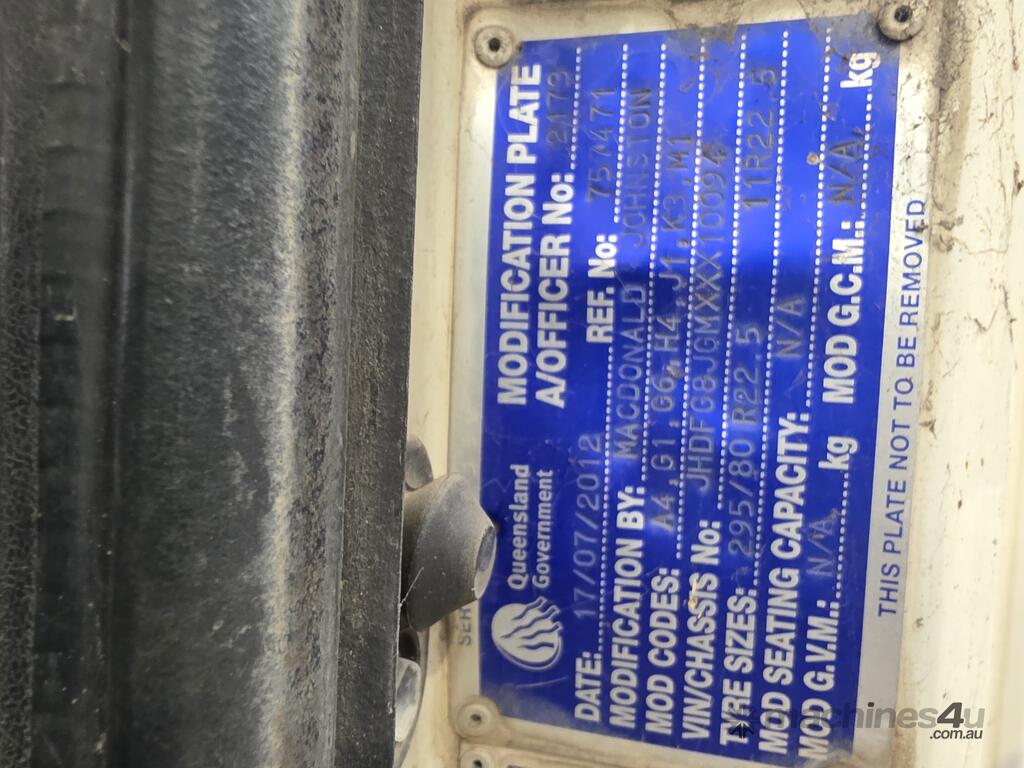 SER
Queensland
Government
MODIFICATION PLATE
A/OFFICER No: 2173
DATE: 17/07/2012 REF. No: 757471
MODIFICATION BY: MACDONALD JOHNSTON
MOD CODES: A4,G1,G6,H4,J1,K3,M1
VIN/CHASSIS No: JHDFG8JGMXXX10094
TYRE SIZES: 295/80 R22.5 11R22.5
MOD SEATING CAPACITY: N/A
MOD G.V.M.: N/A kg MOD G.C.M.: N/A kg
THIS PLATE NOT TO BE REMOVED
machines4u
.com.au